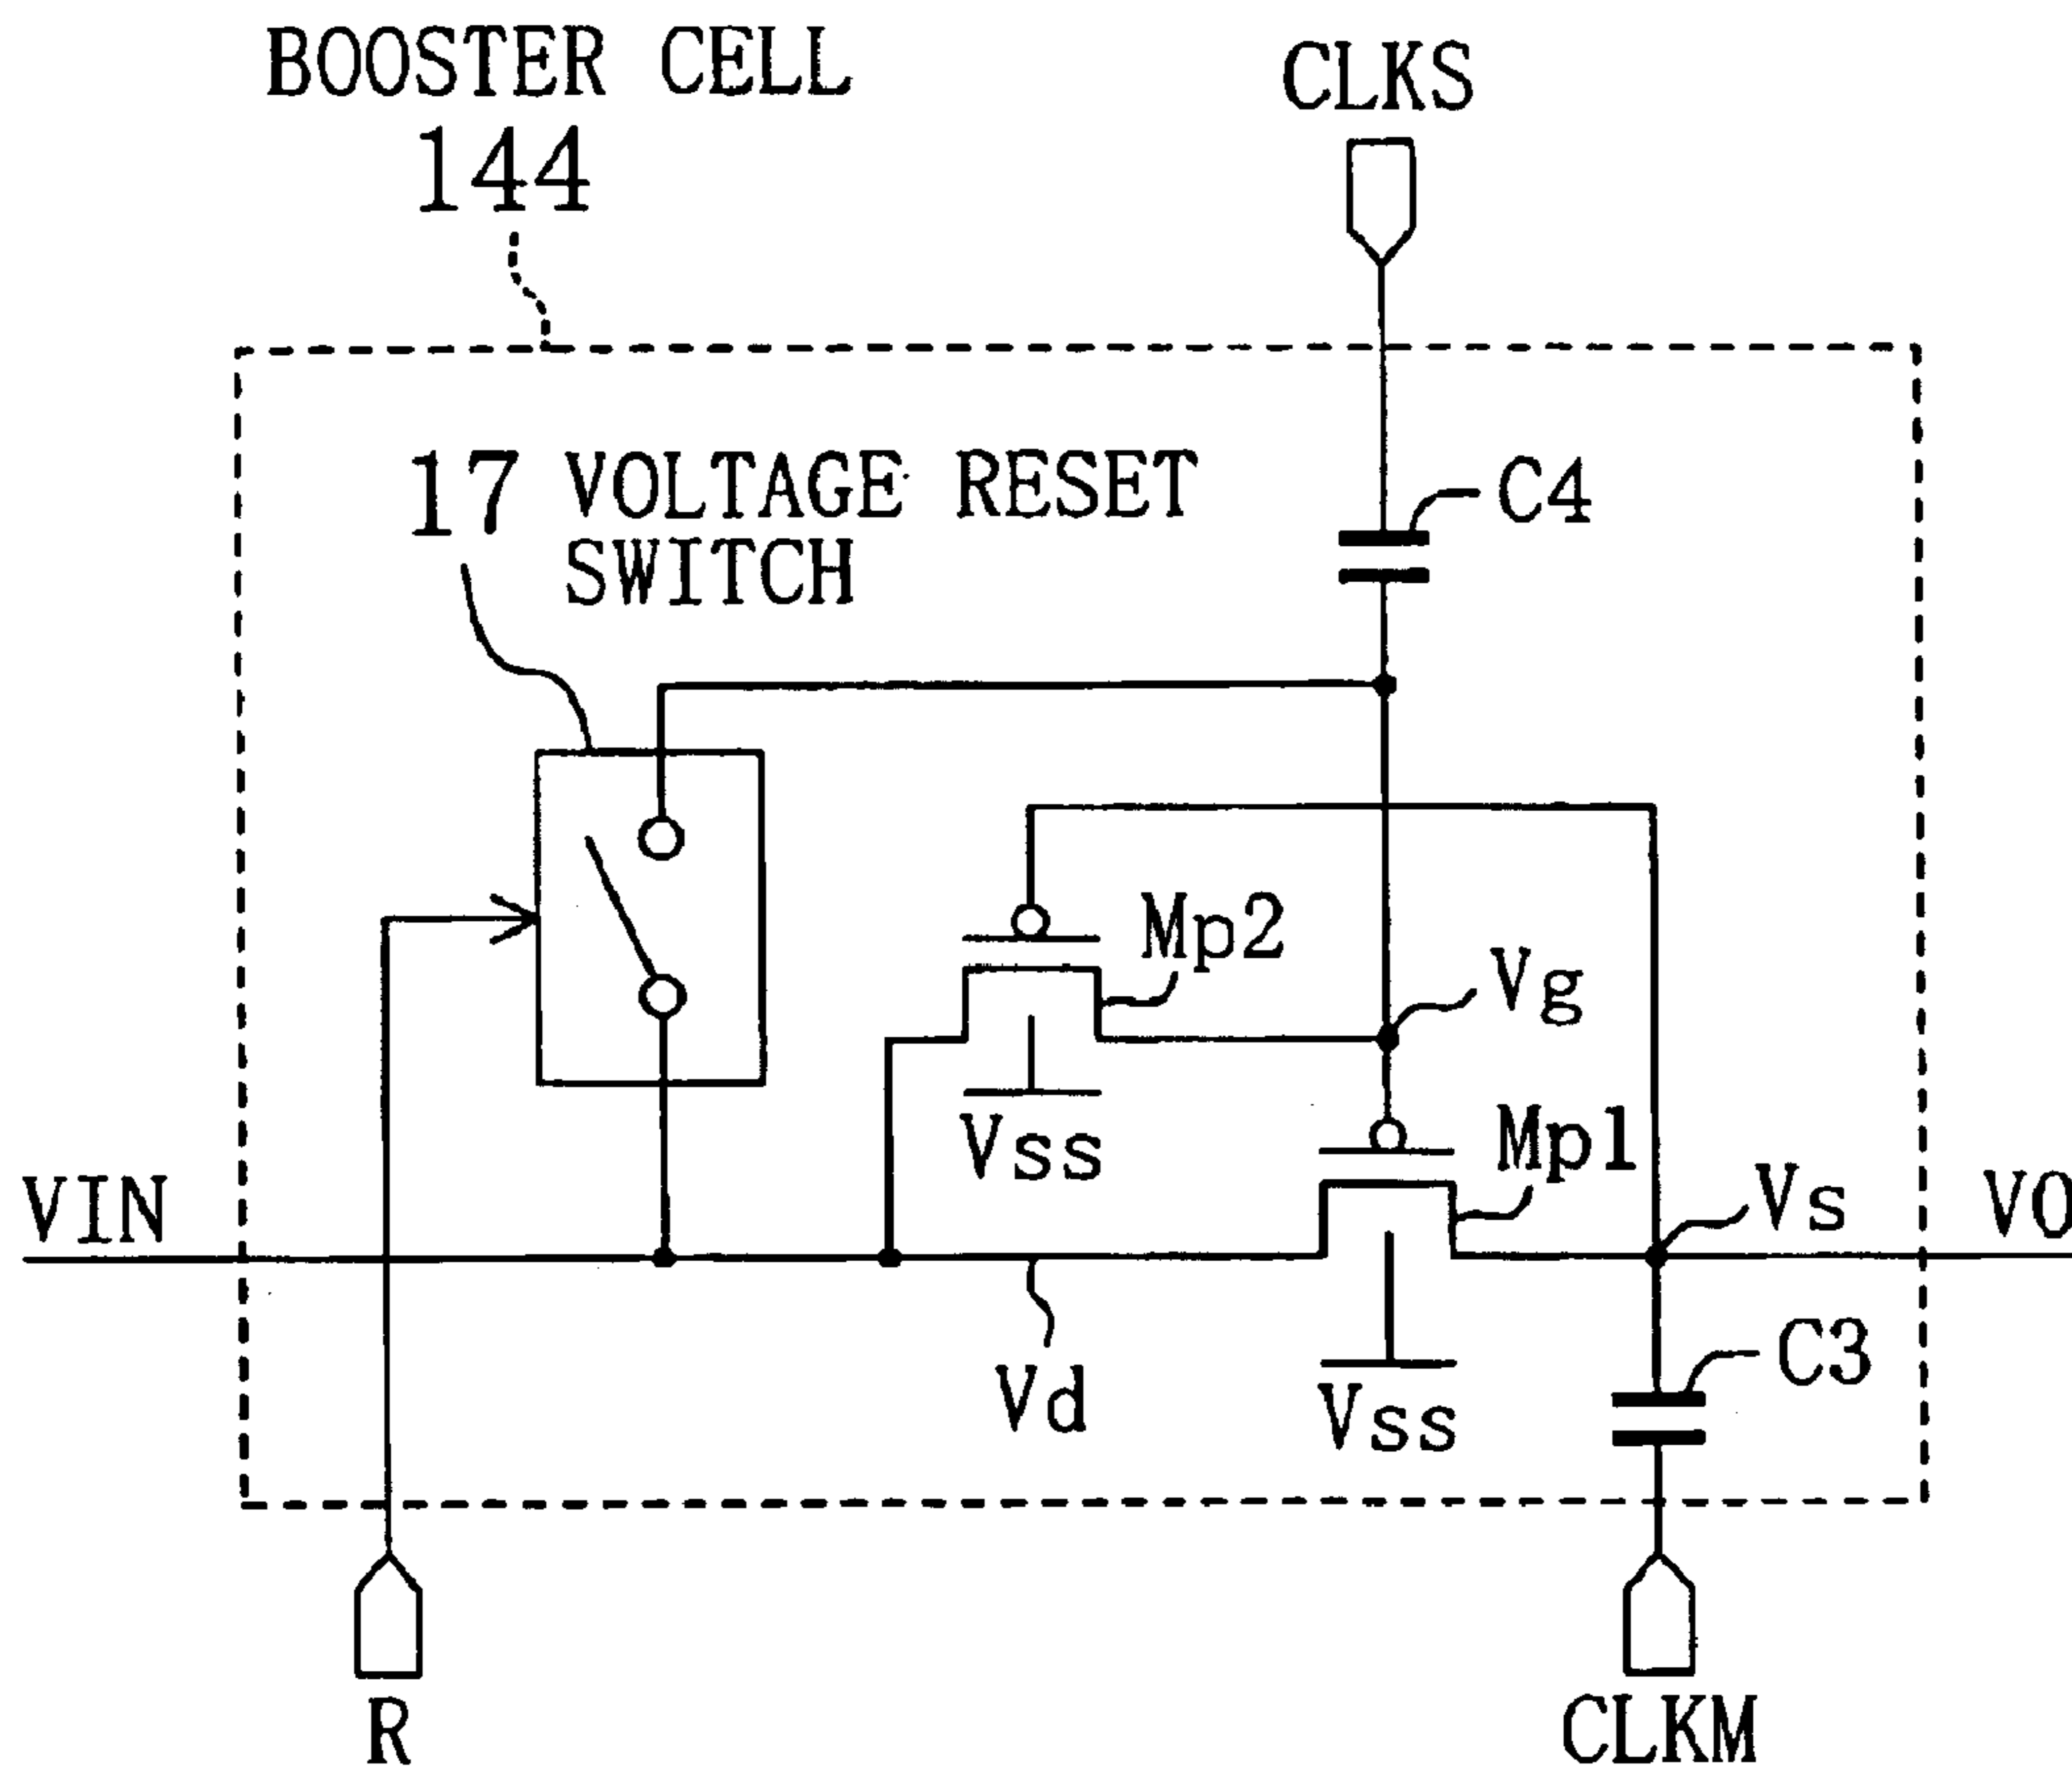 BOOSTER CELL
144
CLKS
17 VOLTAGE RESET
SWITCH
C4
Mp2
Vg
Vss
Mp1
VIN
Vs
VO
Vd
Vss
C3
R
CLKM